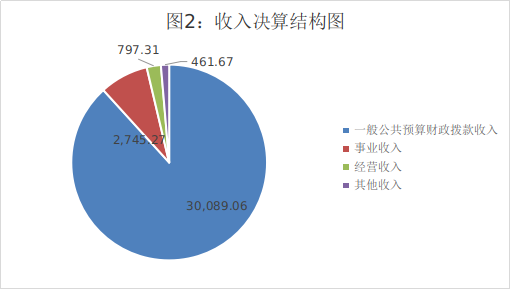 图2：收入决算结构图
797.31
461.67
2,745.27
30,089.06
一般公共预算财政拨款收入
事业收入
经营收入
其他收入